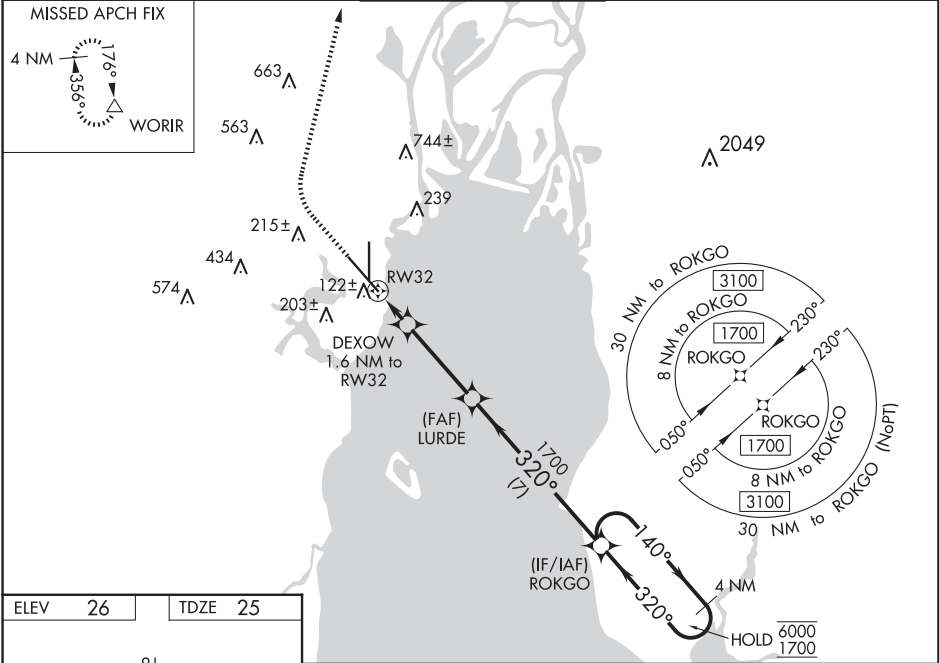 MISSED APCH FIX
4 NM
176°
356°
WORIR
663
563
744±
2049
239
215±
434
574
122±
RW32
203±
DEXOW
1.6 NM to
RW32
(FAF)
LURDE
1700
320°
(7)
(IF/IAF)
ROKGO
140°
320°
4 NM
HOLD
6000
1700
30 NM to ROKGO
3100
8 NM to ROKGO
1700
230°
ROKGO
050°
230°
ROKGO
050°
1700
8 NM to ROKGO
3100
30 NM to ROKGO (NoPT)
ELEV 26
TDZE 25